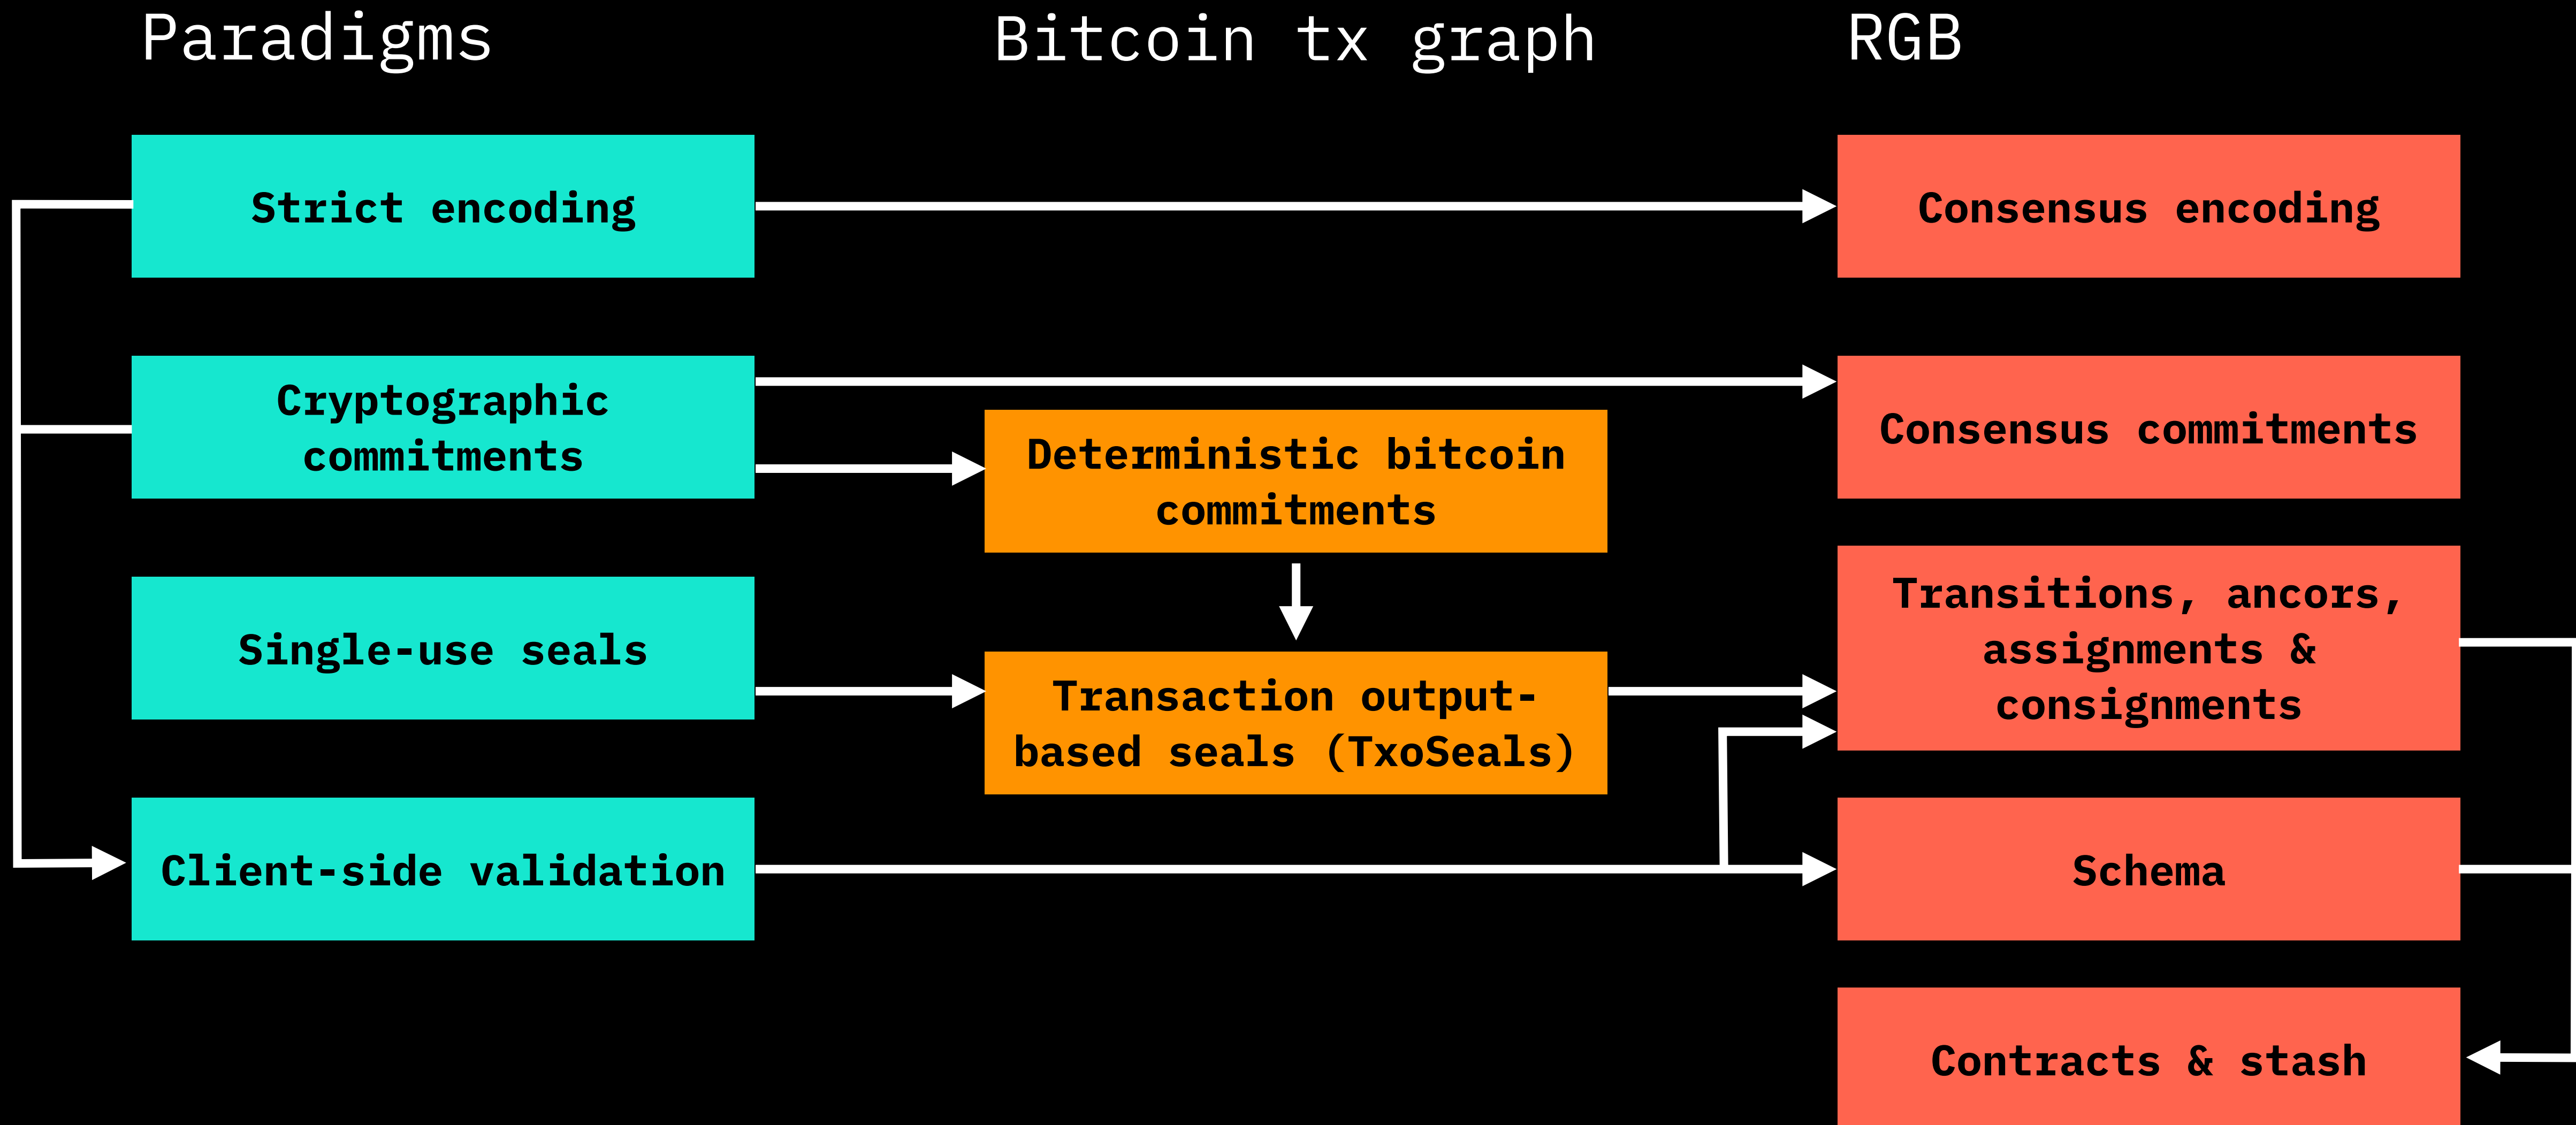 Paradigms
Bitcoin tx graph
RGB
Strict encoding
Consensus encoding
Cryptographic
commitments
Deterministic bitcoin
commitments
Consensus commitments
Single-use seals
Transaction output-
based seals (TxoSeals)
Transitions, ancors,
assignments &
consignments
Client-side validation
Schema
Contracts & stash